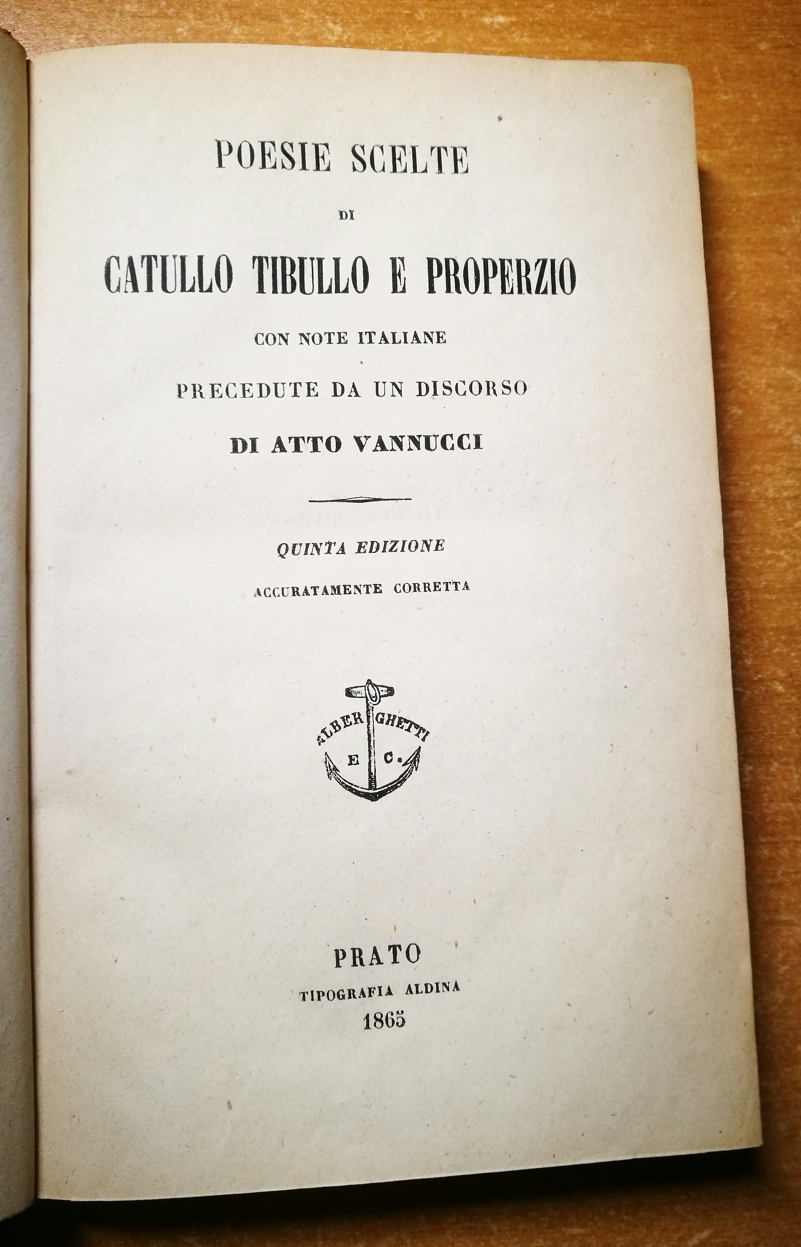 POESIE SCELTE
DI
CATULLO TIBULLO E PROPERZIO
CON NOTE ITALIANE
PRECEDUTE DA UN DISCORSO
DI ATTO VANNUCCI
QUINTA EDIZIONE
ACCURATAMENTE CORRETTA
ALBERGHETTI
E C.
PRATO
TIPOGRAFIA ALDINA
1865